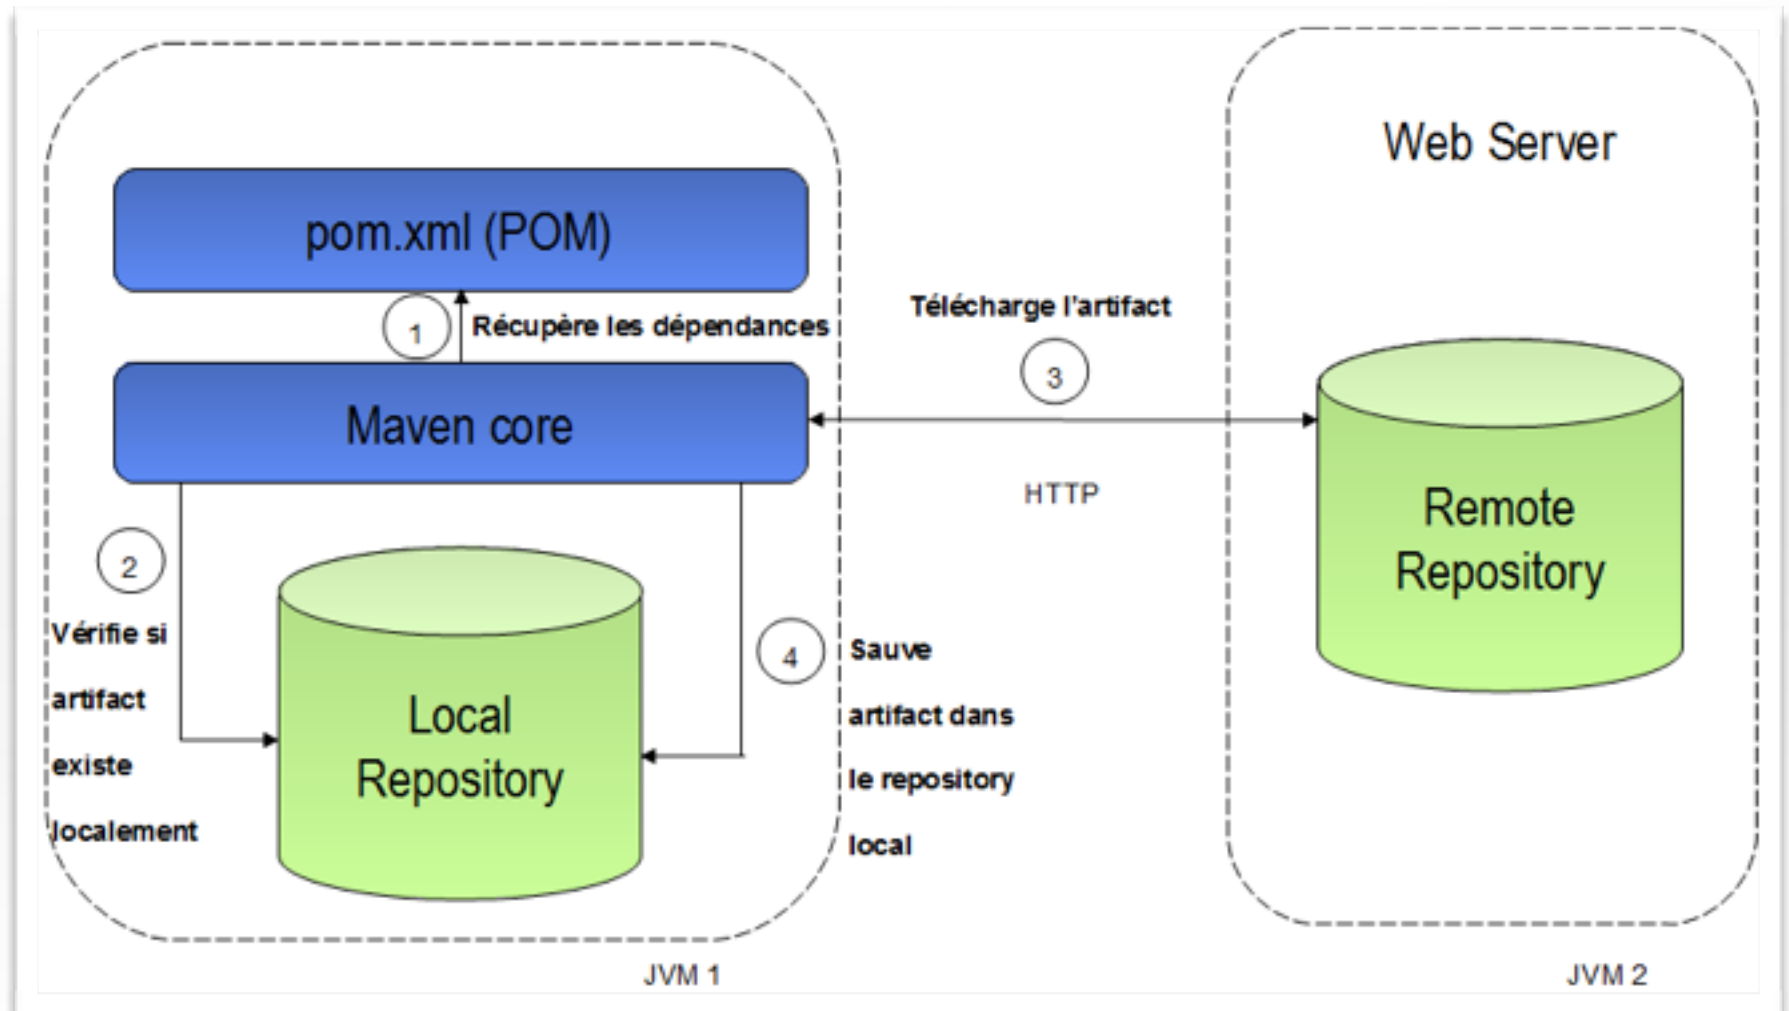 Web Server
pom.xml (POM)
1
Récupère les dépendances
Télécharge l'artifact
3
Maven core
HTTP
Remote
Repository
2
Vérifie si
artifact
existe
localement
Local
Repository
4
Sauve
artifact dans
le repository
local
JVM 1
JVM 2